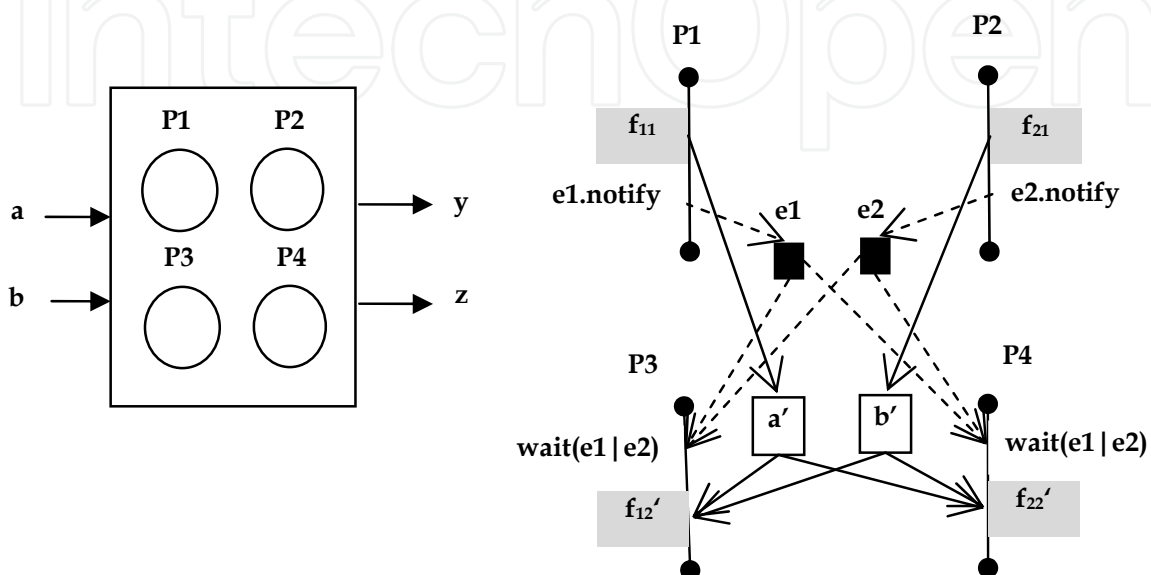 IntechOpen
P1 P2
P3 P4
a
b
y
z
P1
P2
f11
f21
e1.notify
e2.notify
e1
e2
P3
P4
a′
b′
wait(e1|e2)
wait(e1|e2)
f12‘
f22‘